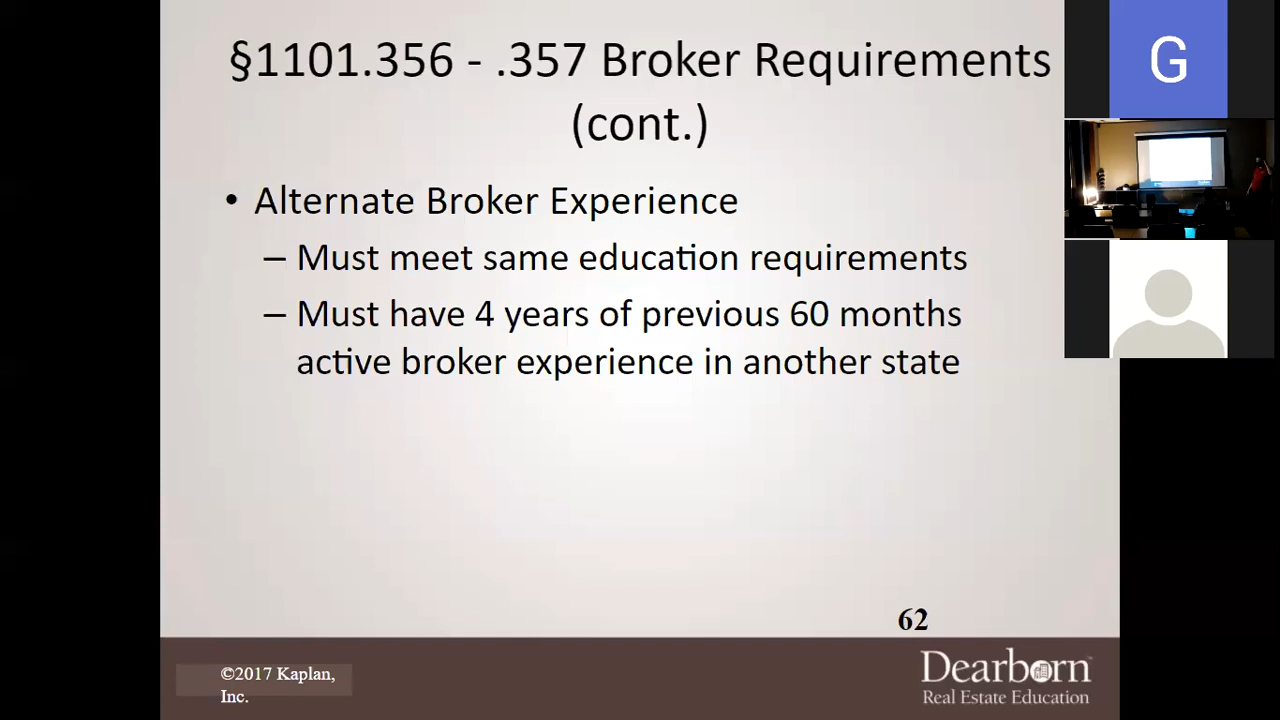 §1101.356 - .357 Broker Requirements
(cont.)
• Alternate Broker Experience
– Must meet same education requirements
– Must have 4 years of previous 60 months
active broker experience in another state
62
©2017 Kaplan,
Inc.
Dearborn
Real Estate Education
G